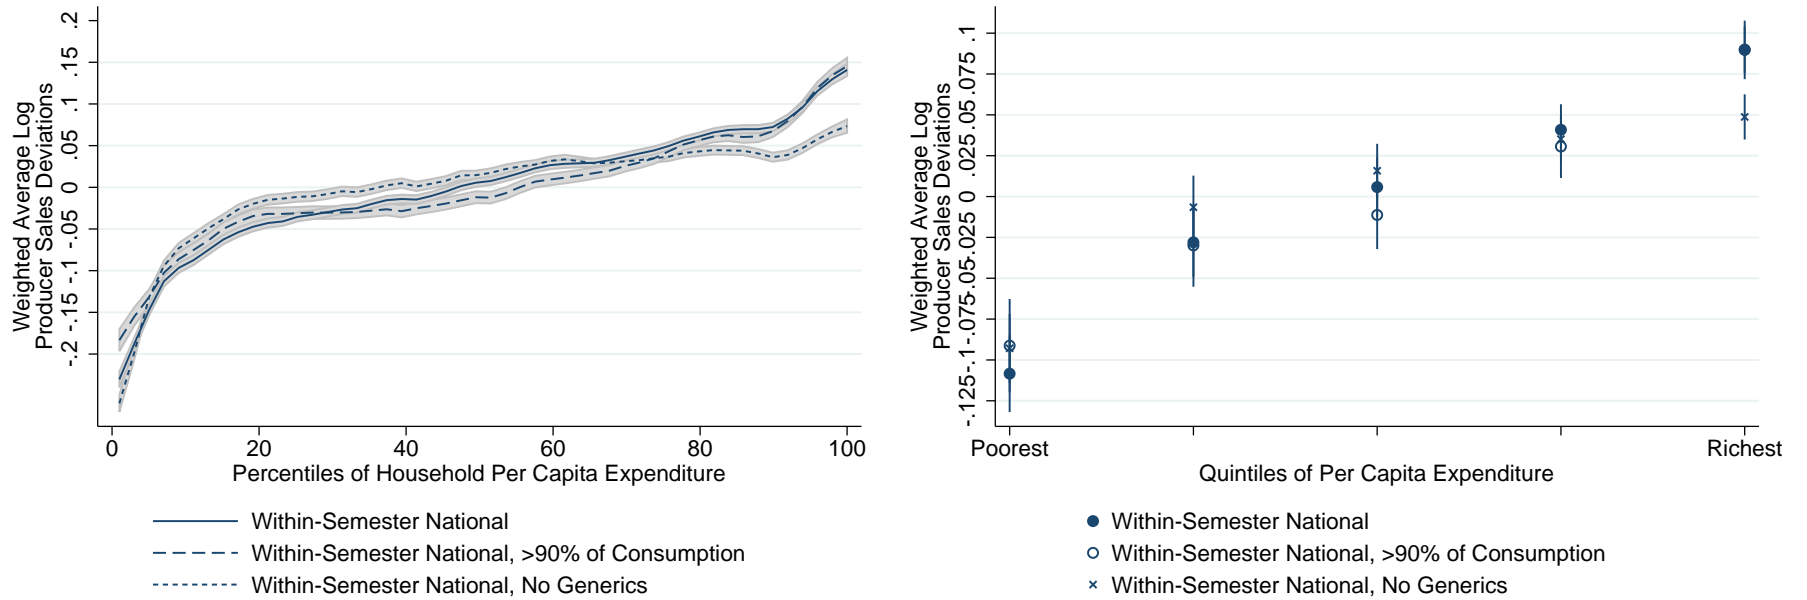 Weighted Average Log
Producer Sales Deviations
.2
.15
.1
.05
0
-.05
-.1
-.15
-.2
0 20 40 60 80 100
Percentiles of Household Per Capita Expenditure
Within-Semester National
Within-Semester National, >90% of Consumption
Within-Semester National, No Generics
Weighted Average Log
Producer Sales Deviations
.1
.075
.05
.025
0
-.025
-.05
-.075
-.1
-.125
Poorest Richest
Quintiles of Per Capita Expenditure
Within-Semester National
Within-Semester National, >90% of Consumption
Within-Semester National, No Generics